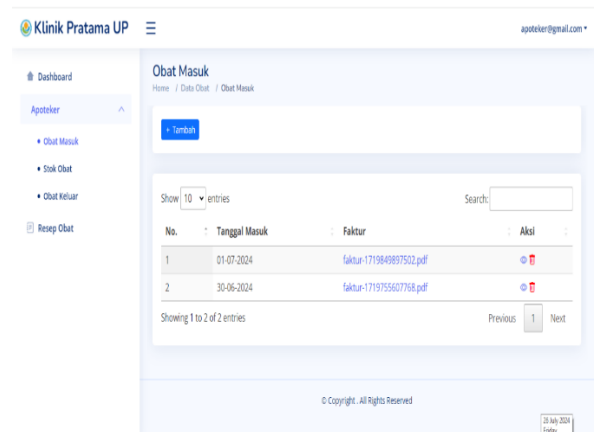 Klinik Pratama UP
apoteker@gmail.com
Dashboard
Apoteker
• Obat Masuk
• Stok Obat
• Obat Keluar
Resep Obat
Obat Masuk
Home / Data Obat / Obat Masuk
+ Tambah
Show 10 entries
Search:
No. Tanggal Masuk Faktur Aksi
1 01-07-2024 faktur-1719849897502.pdf
2 30-06-2024 faktur-1719755607768.pdf
Showing 1 to 2 of 2 entries
Previous 1 Next
© Copyright . All Rights Reserved
July 2024
Friday